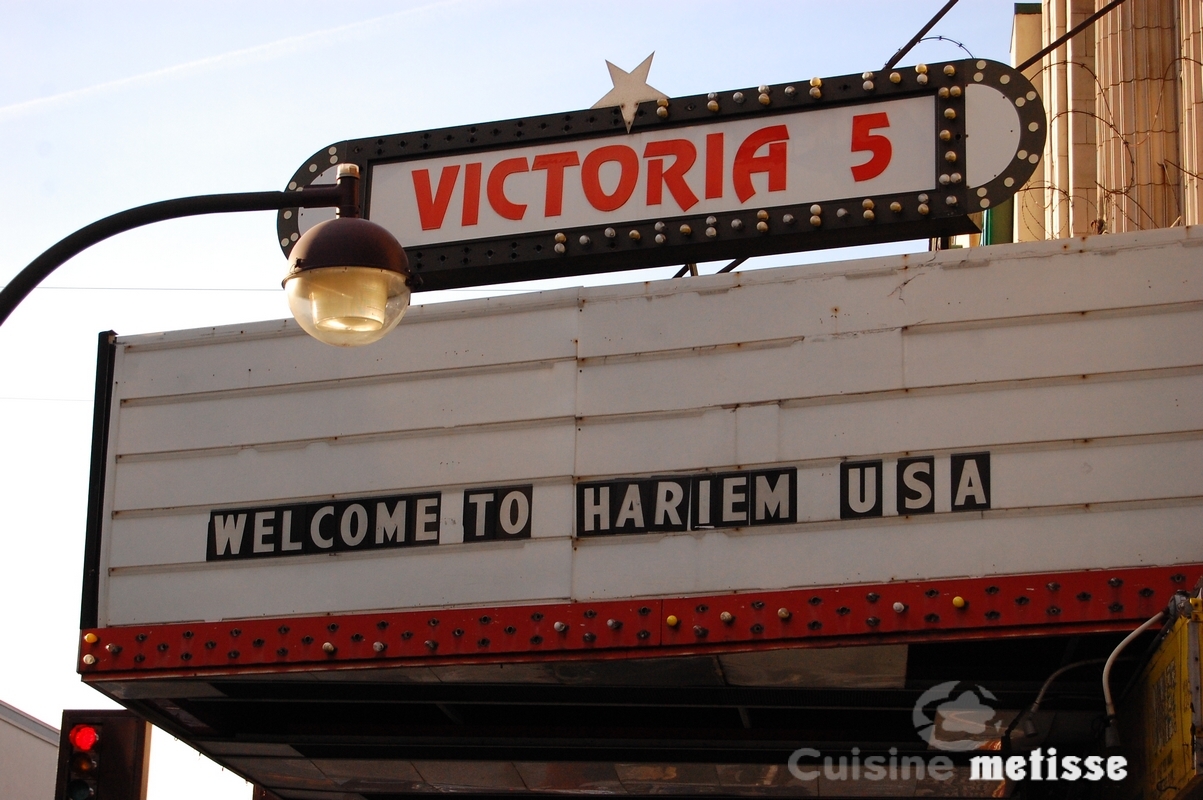 VICTORIA 5
WELCOME TO HARIEM USA
Cuisine metisse